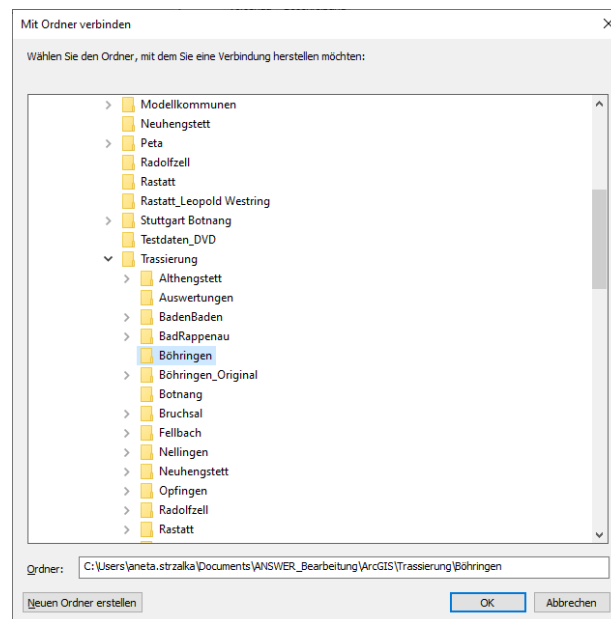 Mit Ordner verbinden
Wählen Sie den Ordner, mit dem Sie eine Verbindung herstellen möchten:
Modellkommunen
Neuhengstett
Peta
Radolfzell
Rastatt
Rastatt_Leopold Westring
Stuttgart Botnang
Testdaten_DVD
Trassierung
Althengstett
Auswertungen
BadenBaden
BadRappenau
Böhringen
Böhringen_Original
Botnang
Bruchsal
Fellbach
Nellingen
Neuhengstett
Opfingen
Radolfzell
Rastatt
Ordner: C:\Users\aneta.strzalka\Documents\ANSWER_Bearbeitung\ArcGIS\Trassierung\Böhringen
Neuen Ordner erstellen OK Abbrechen